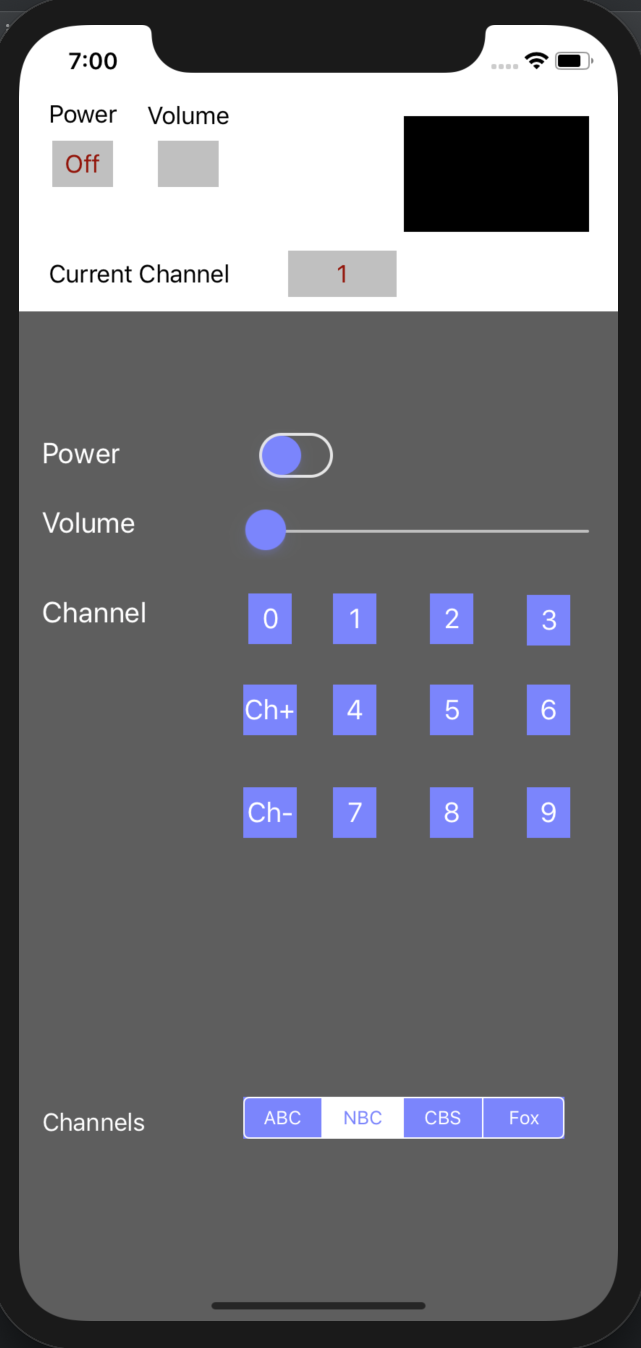 7:00
Power Volume
Off
Current Channel 1
Power
Volume
Channel 0 1 2 3
Ch+ 4 5 6
Ch- 7 8 9
Channels ABC NBC CBS Fox